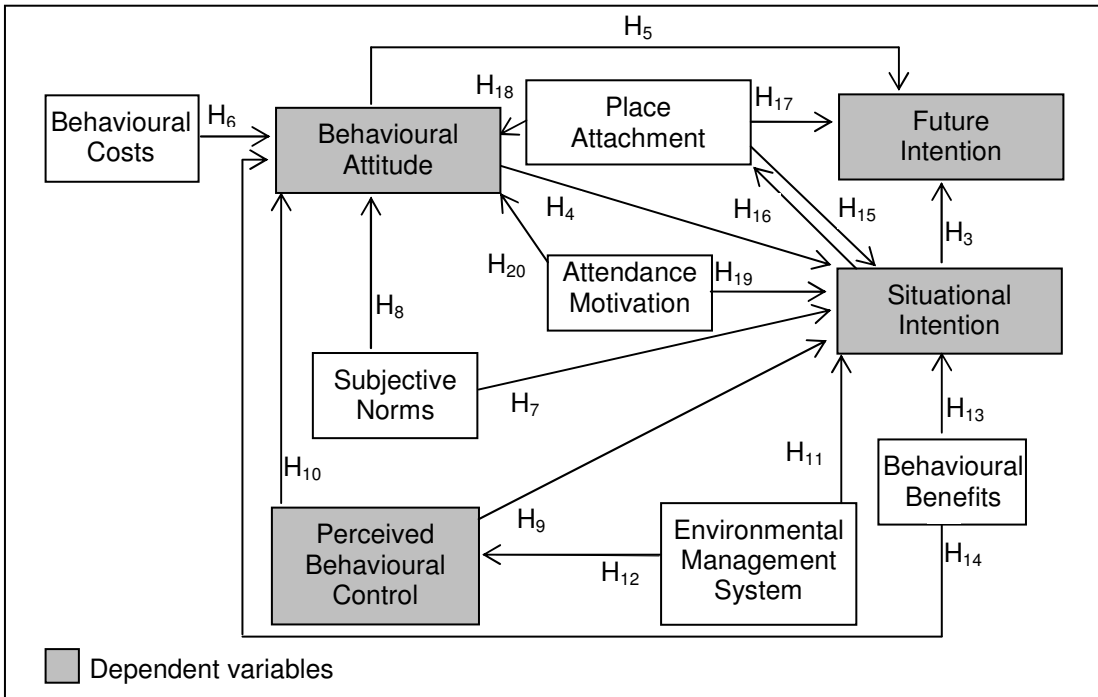 H5
H18
H17
Behavioural
Costs
H6
Behavioural
Attitude
Place
Attachment
Future
Intention
H4
H16
H15
H3
H20
Attendance
Motivation
H19
Situational
Intention
H8
Subjective
Norms
H7
H13
H10
H11
Behavioural
Benefits
Perceived
Behavioural
Control
H9
H12
Environmental
Management
System
H14
Dependent variables